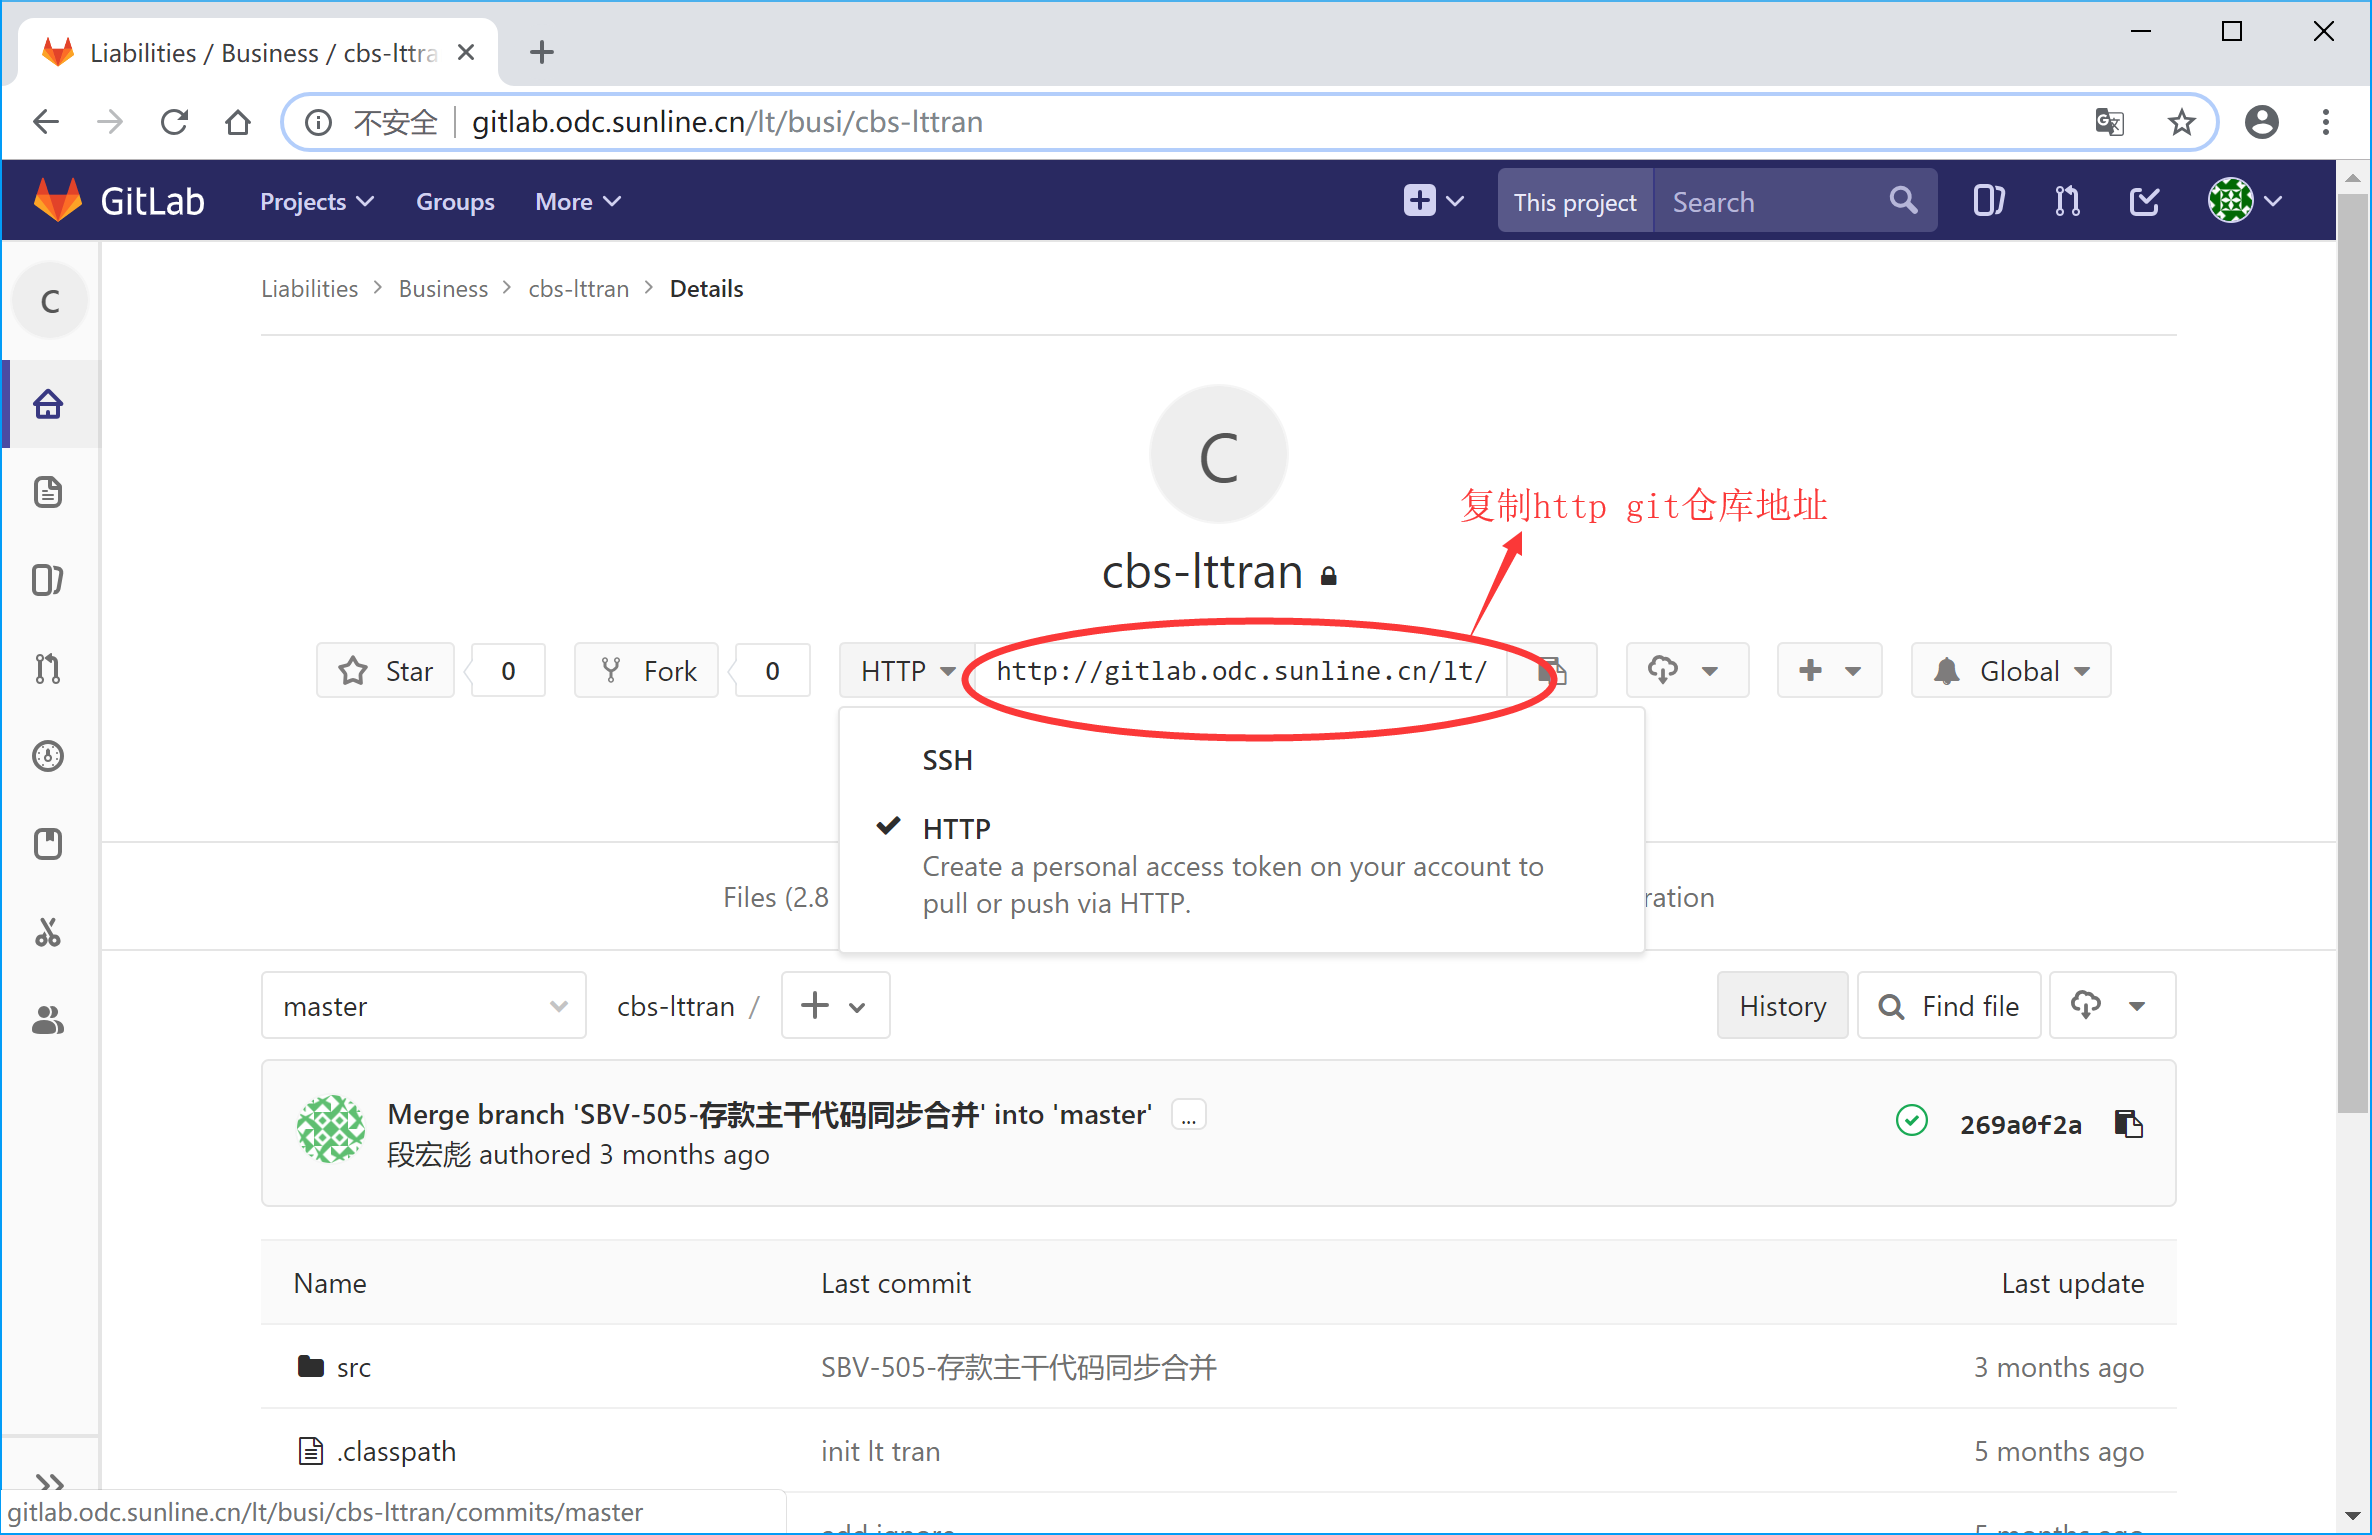 Liabilities / Business / cbs-lttra
不安全 gitlab.odc.sunline.cn/lt/busi/cbs-lttran
GitLab Projects Groups More This project Search
C Liabilities > Business > cbs-lttran > Details
C
复制http git仓库地址
cbs-lttran
Star 0 Fork 0 HTTP http://gitlab.odc.sunline.cn/lt/ Global
SSH
HTTP
Create a personal access token on your account to
pull or push via HTTP.
Files (2.8 ration
master cbs-lttran / History Find file
Merge branch 'SBV-505-存款主干代码同步合并' into 'master' ...
段宏彪 authored 3 months ago
269a0f2a
Name Last commit Last update
src SBV-505-存款主干代码同步合并 3 months ago
.classpath init lt tran 5 months ago
gitlab.odc.sunline.cn/lt/busi/cbs-lttran/commits/master
add ignore 5 months ago